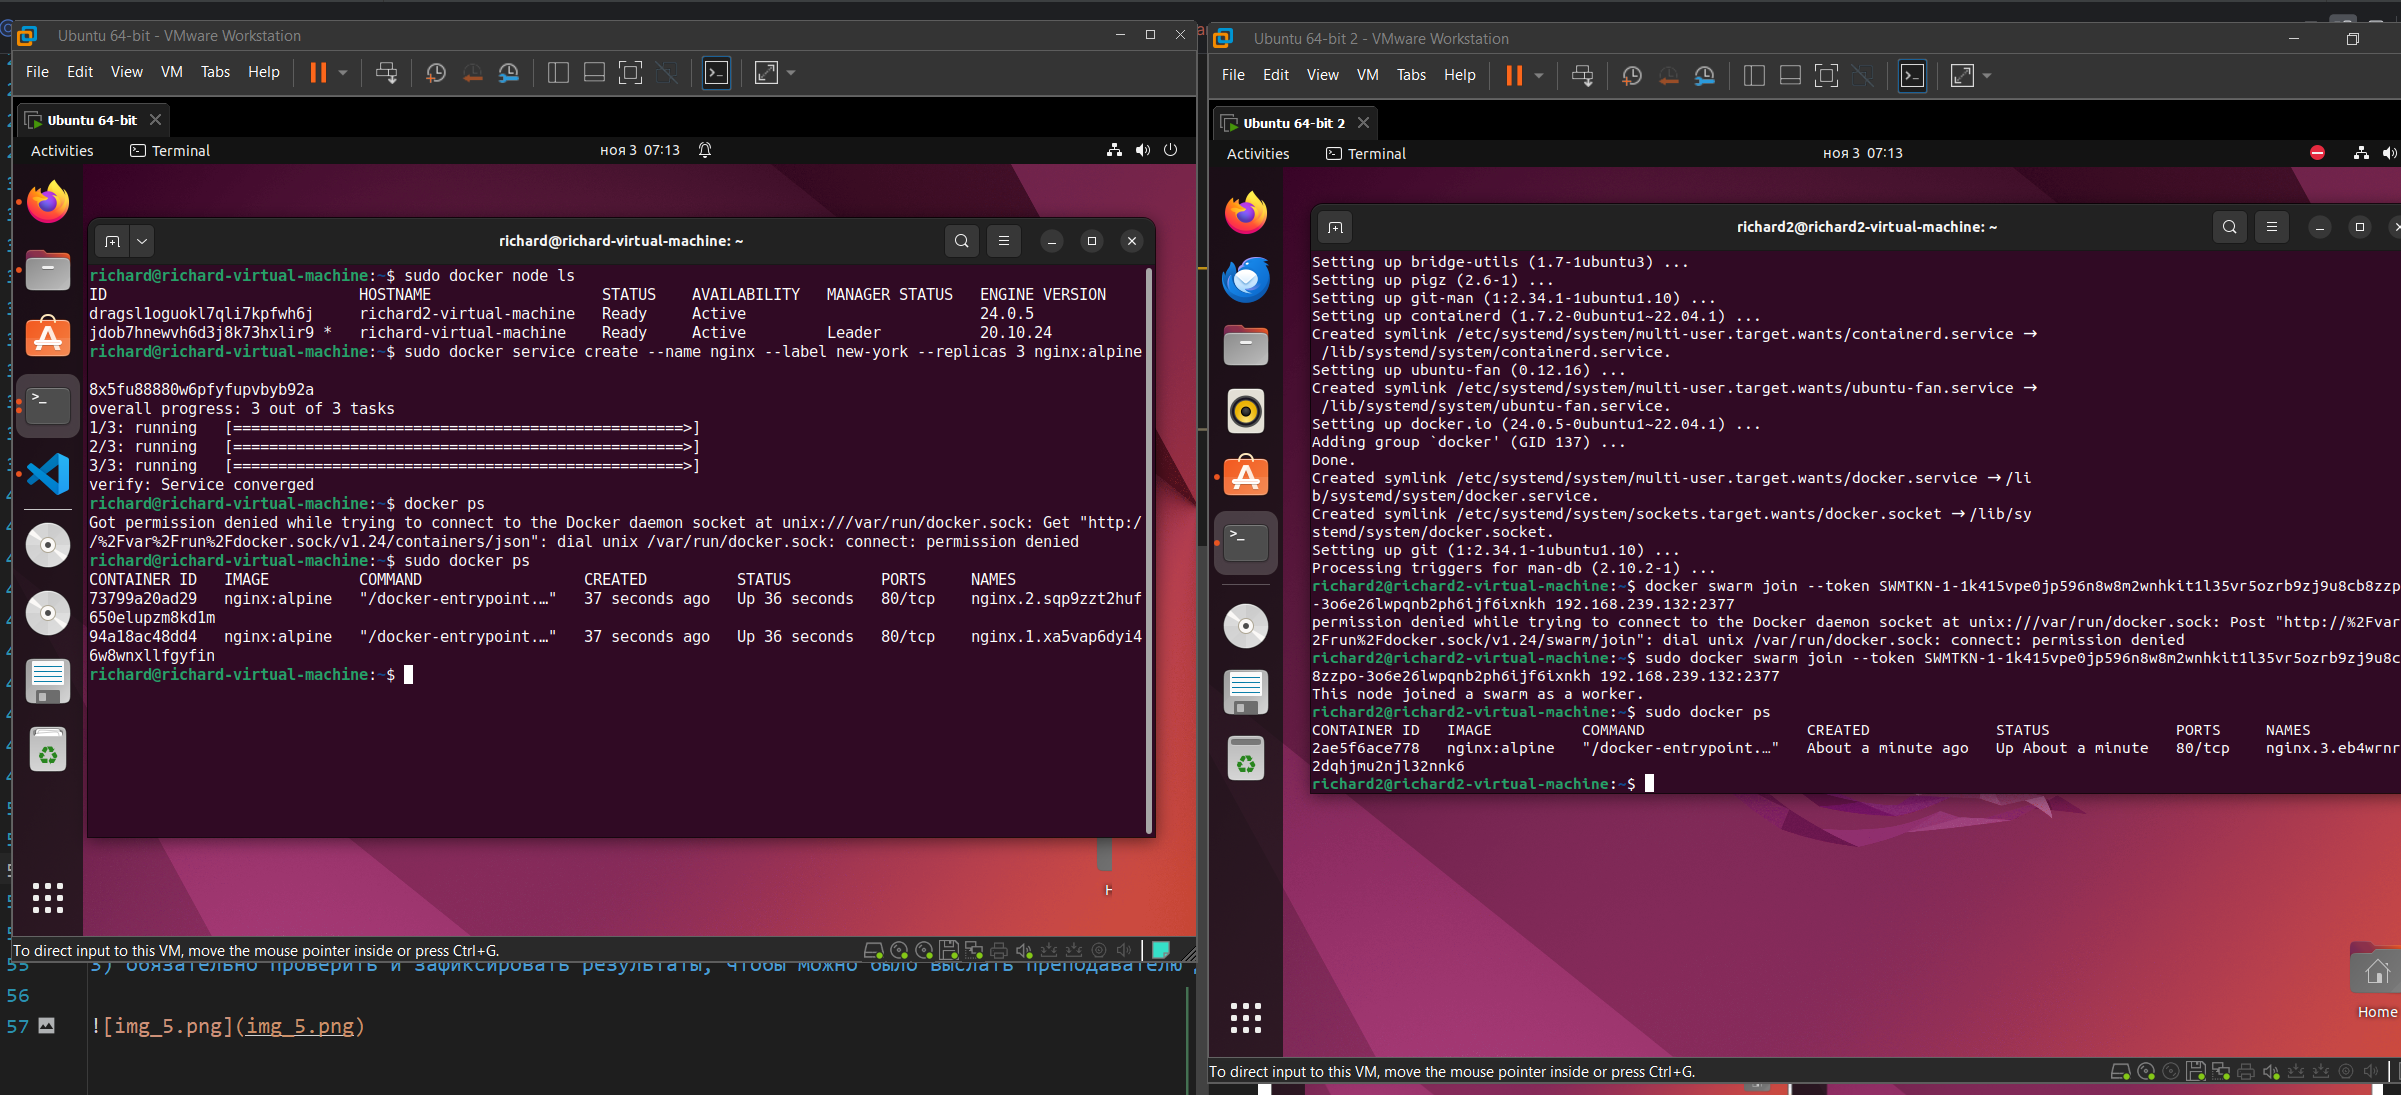 Ubuntu 64-bit - VMware Workstation
File Edit View VM Tabs Help
Ubuntu 64-bit
Activities Terminal ноя 3 07:13
richard@richard-virtual-machine: ~
richard@richard-virtual-machine:~$ sudo docker node ls
ID HOSTNAME STATUS AVAILABILITY MANAGER STATUS ENGINE VERSION
dragsl1oguokl7qli7kpfwh6j richard2-virtual-machine Ready Active 24.0.5
jdob7hnewvh6d3j8k73hxlir9 * richard-virtual-machine Ready Active Leader 20.10.24
richard@richard-virtual-machine:~$ sudo docker service create --name nginx --label new-york --replicas 3 nginx:alpine
8x5fu88880w6pfyfupvbyb92a
overall progress: 3 out of 3 tasks
1/3: running [==================================================>]
2/3: running [==================================================>]
3/3: running [==================================================>]
verify: Service converged
richard@richard-virtual-machine:~$ docker ps
Got permission denied while trying to connect to the Docker daemon socket at unix:///var/run/docker.sock: Get "http:/
/%2Fvar%2Frun%2Fdocker.sock/v1.24/containers/json": dial unix /var/run/docker.sock: connect: permission denied
richard@richard-virtual-machine:~$ sudo docker ps
CONTAINER ID IMAGE COMMAND CREATED STATUS PORTS NAMES
73799a20ad29 nginx:alpine "/docker-entrypoint.…" 37 seconds ago Up 36 seconds 80/tcp nginx.2.sqp9zzt2huf
650elupzm8kd1m
94a18ac48dd4 nginx:alpine "/docker-entrypoint.…" 37 seconds ago Up 36 seconds 80/tcp nginx.1.xa5vap6dyi4
6w8wnxllfgyfin
richard@richard-virtual-machine:~$
H
To direct input to this VM, move the mouse pointer inside or press Ctrl+G.
55 3) обязательно проверить и зафиксировать результаты, чтобы можно было выслать преподавателю
56
57 ![img_5.png](img_5.png)
Ubuntu 64-bit 2 - VMware Workstation
File Edit View VM Tabs Help
Ubuntu 64-bit 2
Activities Terminal ноя 3 07:13
richard2@richard2-virtual-machine: ~
Setting up bridge-utils (1.7-1ubuntu3) ...
Setting up pigz (2.6-1) ...
Setting up git-man (1:2.34.1-1ubuntu1.10) ...
Setting up containerd (1.7.2-0ubuntu1~22.04.1) ...
Created symlink /etc/systemd/system/multi-user.target.wants/containerd.service →
/lib/systemd/system/containerd.service.
Setting up ubuntu-fan (0.12.16) ...
Created symlink /etc/systemd/system/multi-user.target.wants/ubuntu-fan.service →
/lib/systemd/system/ubuntu-fan.service.
Setting up docker.io (24.0.5-0ubuntu1~22.04.1) ...
Adding group `docker' (GID 137) ...
Done.
Created symlink /etc/systemd/system/multi-user.target.wants/docker.service → /li
b/systemd/system/docker.service.
Created symlink /etc/systemd/system/sockets.target.wants/docker.socket → /lib/sy
stemd/system/docker.socket.
Setting up git (1:2.34.1-1ubuntu1.10) ...
Processing triggers for man-db (2.10.2-1) ...
richard2@richard2-virtual-machine:~$ docker swarm join --token SWMTKN-1-1k415vpe0jp596n8w8m2wnhkit1l35vr5ozrb9zj9u8cb8zzp
-3o6e26lwpqnb2ph6ijf6ixnkh 192.168.239.132:2377
permission denied while trying to connect to the Docker daemon socket at unix:///var/run/docker.sock: Post "http://%2Fvar
2Frun%2Fdocker.sock/v1.24/swarm/join": dial unix /var/run/docker.sock: connect: permission denied
richard2@richard2-virtual-machine:~$ sudo docker swarm join --token SWMTKN-1-1k415vpe0jp596n8w8m2wnhkit1l35vr5ozrb9zj9u8c
8zzpo-3o6e26lwpqnb2ph6ijf6ixnkh 192.168.239.132:2377
This node joined a swarm as a worker.
richard2@richard2-virtual-machine:~$ sudo docker ps
CONTAINER ID IMAGE COMMAND CREATED STATUS PORTS NAMES
2ae5f6ace778 nginx:alpine "/docker-entrypoint.…" About a minute ago Up About a minute 80/tcp nginx.3.eb4wrnr
2dqhjmu2njl32nnk6
richard2@richard2-virtual-machine:~$
Home
To direct input to this VM, move the mouse pointer inside or press Ctrl+G.